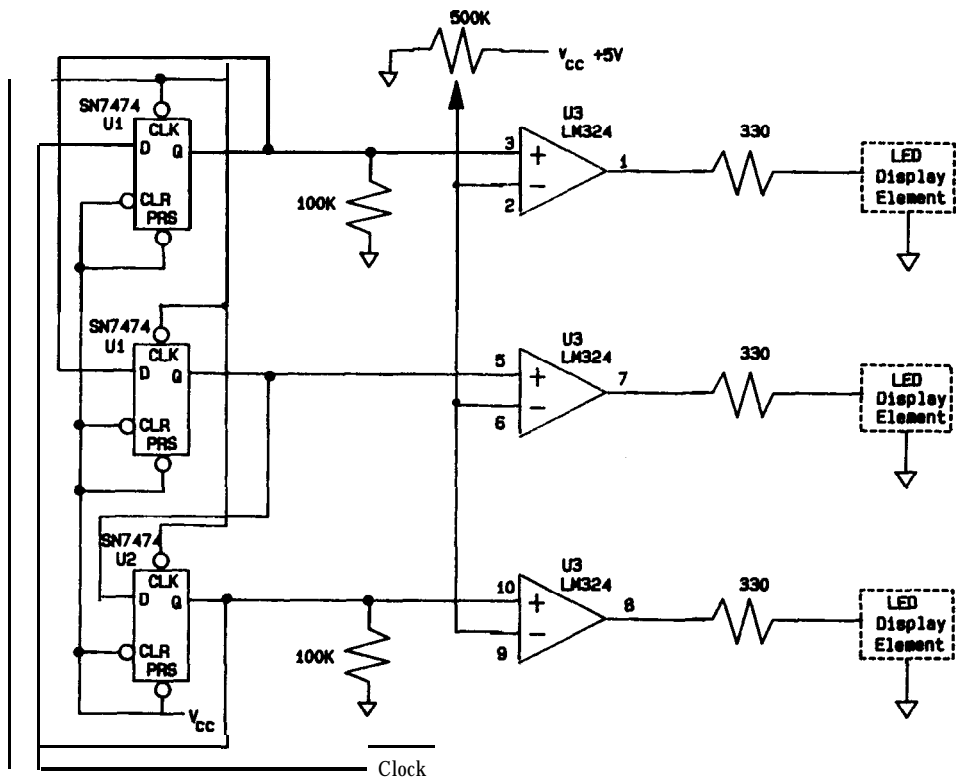 500K
VCC +5V
SN7474
U1
CLK
D Q
CLR
PRS
100K
3
2
+
−
U3
LM324
1
330
LED
Display
Element
SN7474
U1
CLK
D Q
CLR
PRS
5
6
+
−
U3
LM324
7
330
LED
Display
Element
SN7474
U2
CLK
D Q
CLR
PRS
VCC
100K
10
9
+
−
U3
LM324
8
330
LED
Display
Element
Clock